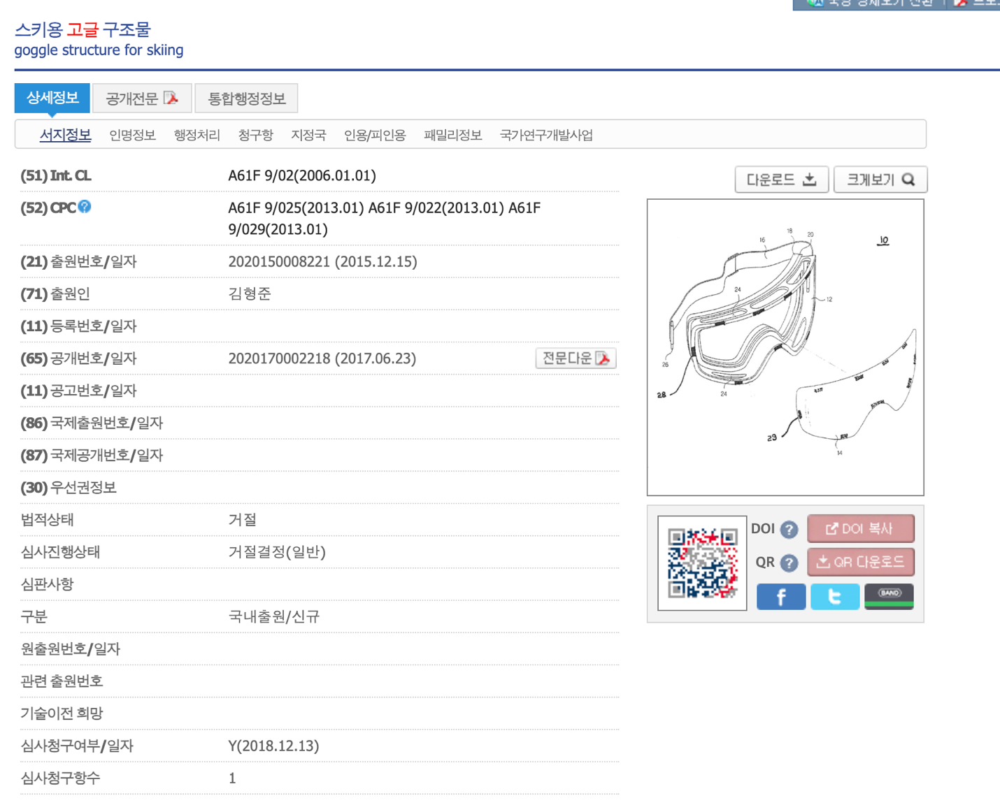 스키용 고글 구조물
goggle structure for skiing
상세정보 공개전문 통합행정정보
서지정보 인명정보 행정처리 청구항 지정국 인용/피인용 패밀리정보 국가연구개발사업
(51) Int. CL A61F 9/02(2006.01.01)
다운로드 크게보기
(52) CPC ? A61F 9/025(2013.01) A61F 9/022(2013.01) A61F
9/029(2013.01)
(21) 출원번호/일자 2020150008221 (2015.12.15)
(71) 출원인 김형준
(11) 등록번호/일자
(65) 공개번호/일자 2020170002218 (2017.06.23) 전문다운
(11) 공고번호/일자
(86) 국제출원번호/일자
(87) 국제공개번호/일자
(30) 우선권정보
법적상태 거절
심사진행상태 거절결정(일반)
심판사항
구분 국내출원/신규
원출원번호/일자
관련 출원번호
기술이전 희망
심사청구여부/일자 Y(2018.12.13)
심사청구항수 1
18
20
16
10
24
12
26
28
24
29
14
DOI ? DOI 복사
QR ? QR 다운로드
f t BAND